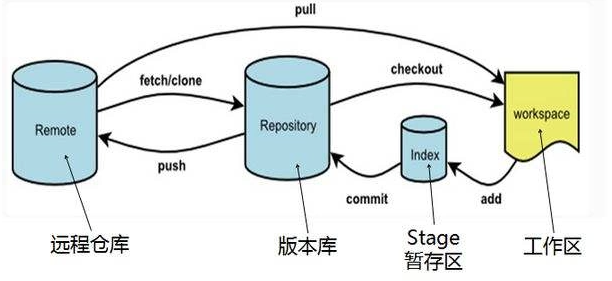 pull
fetch/clone
checkout
Remote
Repository
workspace
Index
push
commit
add
远程仓库
版本库
Stage
暂存区
工作区